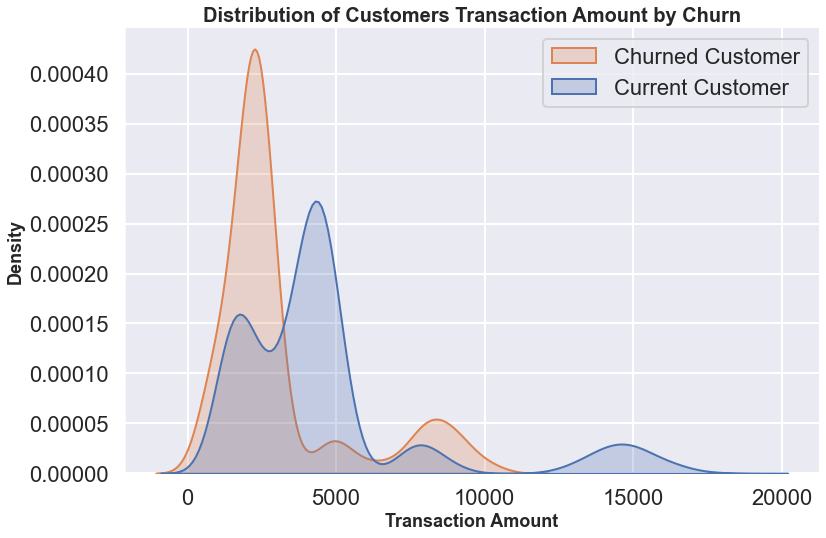 Distribution of Customers Transaction Amount by Churn
Churned Customer
Current Customer
0.00040
0.00035
0.00030
0.00025
0.00020
0.00015
0.00010
0.00005
0.00000
Density
0
5000
10000
15000
20000
Transaction Amount